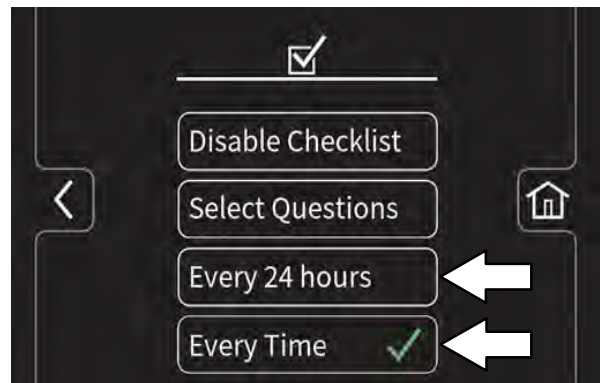 Disable Checklist
Select Questions
Every 24 hours
Every Time